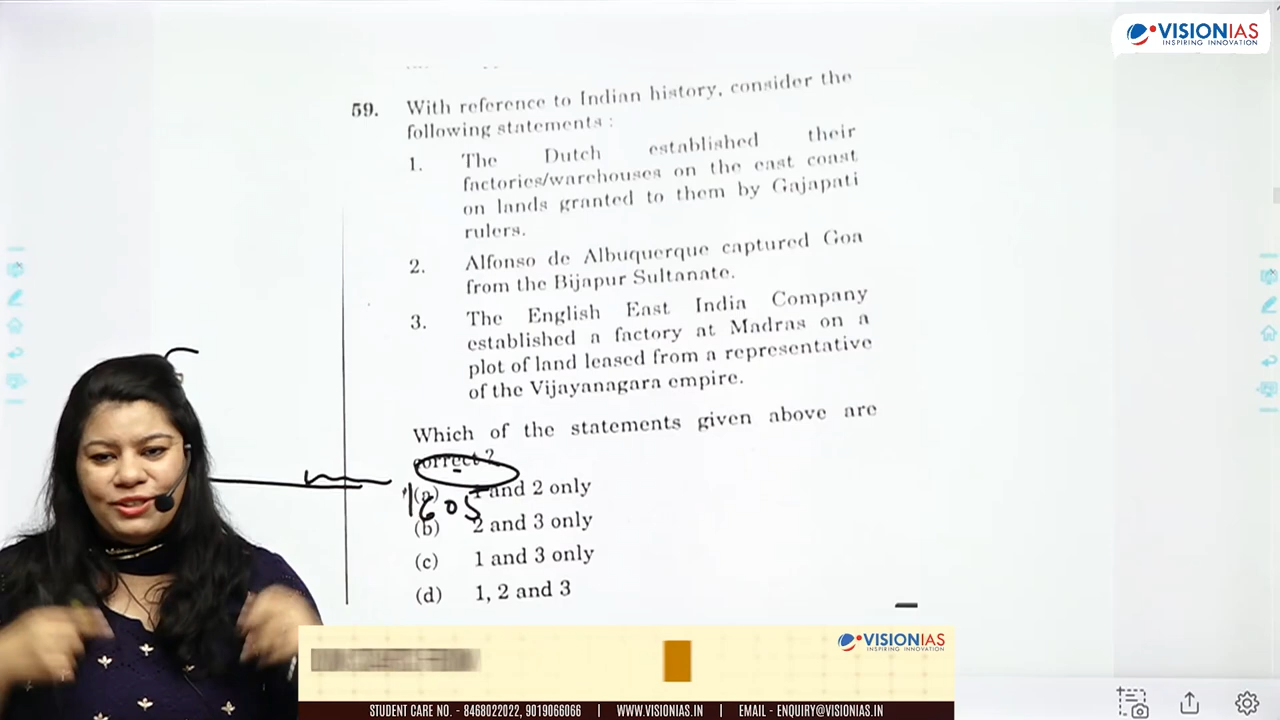 VISIONIAS
INSPIRING INNOVATION
59. With reference to Indian history, consider the
following statements :
1. The Dutch established their
factories/warehouses on the east coast
on lands granted to them by Gajapati
rulers.
2. Alfonso de Albuquerque captured Goa
from the Bijapur Sultanate.
3. The English East India Company
established a factory at Madras on a
plot of land leased from a representative
of the Vijayanagara empire.
Which of the statements given above are
correct ?
(a) 1 and 2 only
1605
(b) 2 and 3 only
(c) 1 and 3 only
(d) 1, 2 and 3
VISIONIAS
INSPIRING INNOVATION
STUDENT CARE NO. - 8468022022, 9019066066 | WWW.VISIONIAS.IN | EMAIL - ENQUIRY@VISIONIAS.IN